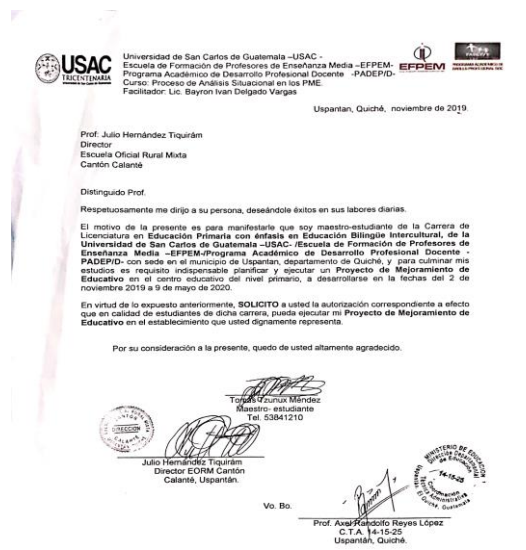 USAC
TRICENTENARIA
Universidad de San Carlos de Guatemala –USAC -
Escuela de Formación de Profesores de Enseñanza Media –EFPEM-
Programa Académico de Desarrollo Profesional Docente -PADEP/D-
Curso: Proceso de Análisis Situacional en los PME.
Facilitador: Lic. Bayron Ivan Delgado Vargas
EFPEM
Uspantan, Quiché, noviembre de 2019.
Prof: Julio Hernández Tiquirám
Director
Escuela Oficial Rural Mixta
Cantón Calanté
Distinguido Prof.
Respetuosamente me dirijo a su persona, deseándole éxitos en sus labores diarias.
El motivo de la presente es para manifestarle que soy maestro-estudiante de la Carrera de
Licenciatura en Educación Primaria con énfasis en Educación Bilingüe Intercultural, de la
Universidad de San Carlos de Guatemala –USAC- /Escuela de Formación de Profesores de
Enseñanza Media –EFPEM-/Programa Académico de Desarrollo Profesional Docente -
PADEP/D- con sede en el municipio de Uspantan, departamento de Quiché, y para culminar mis
estudios es requisito indispensable planificar y ejecutar un Proyecto de Mejoramiento de
Educativo en el centro educativo del nivel primario, a desarrollarse en la fechas del 2 de
noviembre 2019 a 9 de mayo de 2020.
En virtud de lo expuesto anteriormente, SOLICITO a usted la autorización correspondiente a efecto
que en calidad de estudiantes de dicha carrera, pueda ejecutar mi Proyecto de Mejoramiento de
Educativo en el establecimiento que usted dignamente representa.
Por su consideración a la presente, quedo de usted altamente agradecido.
Tzunux Méndez
Maestro- estudiante
Tel. 53841210
DIRECCION
CALANTE
Julio Hernández Tiquirám
Director EORM Cantón
Calanté, Uspantan.
MINISTERIO DE EDUCACION
Dirección Departamental
de Educación
14-15-25
Coordinación
Técnica Administrativa
El Quiché, Guatemala
Vo. Bo.
Prof. Axel Randolfo Reyes López
C.T.A. 14-15-25
Uspantán, Quiché.